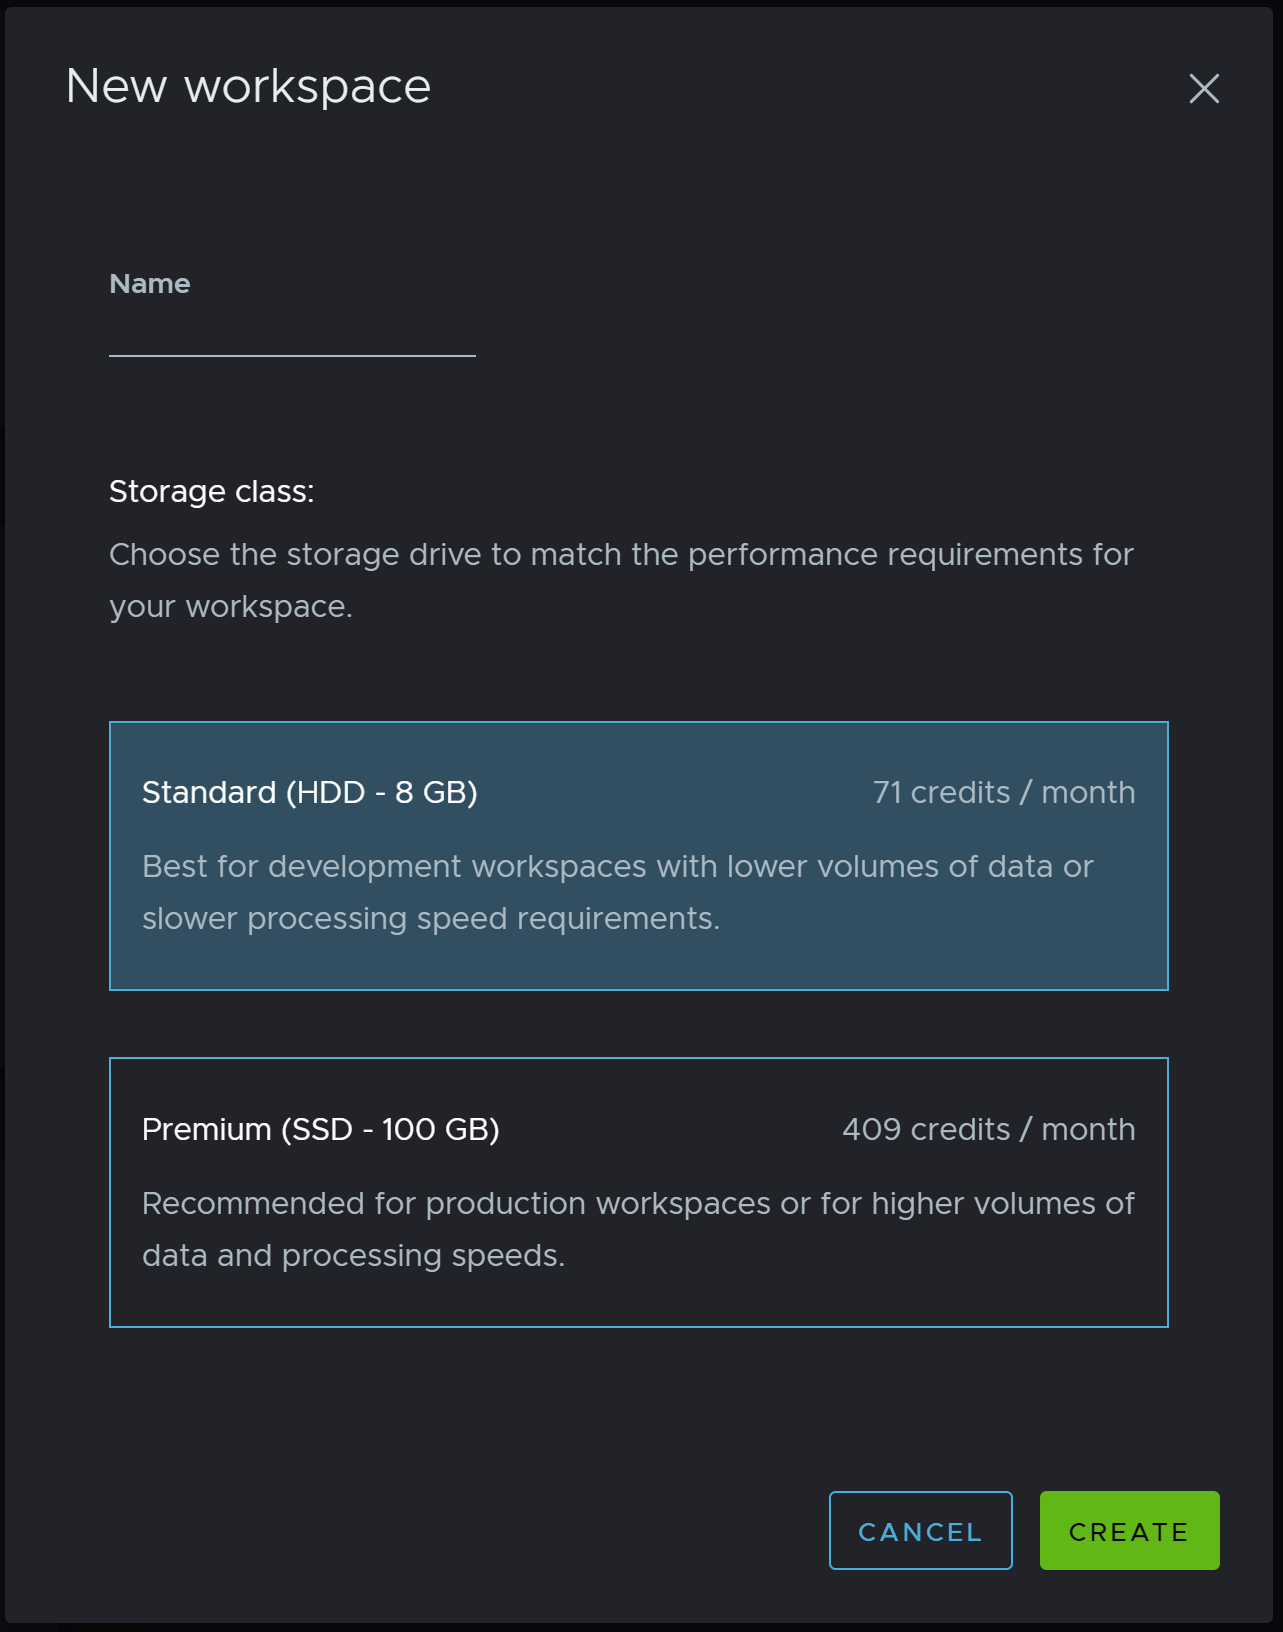 New workspace
Name
Storage class:
Choose the storage drive to match the performance requirements for
your workspace.
Standard (HDD - 8 GB) 71 credits / month
Best for development workspaces with lower volumes of data or
slower processing speed requirements.
Premium (SSD - 100 GB) 409 credits / month
Recommended for production workspaces or for higher volumes of
data and processing speeds.
CANCEL CREATE